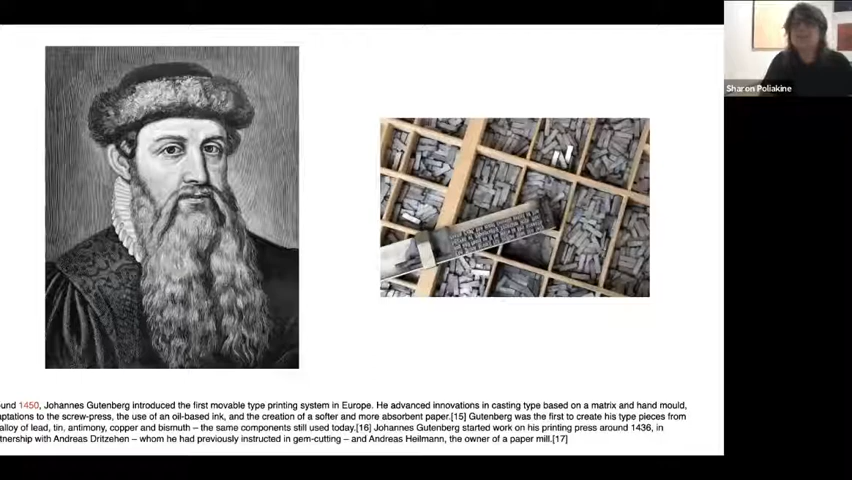 Sharon Poliakine
und 1450, Johannes Gutenberg introduced the first movable type printing system in Europe. He advanced innovations in casting type based on a matrix and hand mould,
aptations to the screw-press, the use of an oil-based ink, and the creation of a softer and more absorbent paper.[15] Gutenberg was the first to create his type pieces from
alloy of lead, tin, antimony, copper and bismuth – the same components still used today.[16] Johannes Gutenberg started work on his printing press around 1436, in
tnership with Andreas Dritzehen – whom he had previously instructed in gem-cutting – and Andreas Heilmann, the owner of a paper mill.[17]